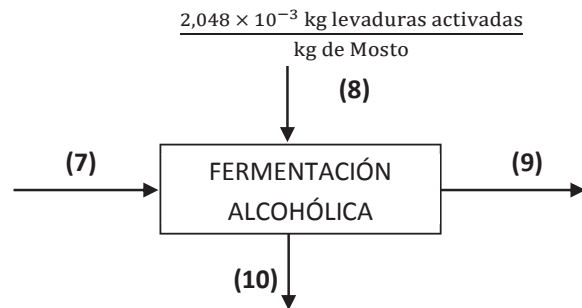 2,048 × 10⁻³ kg levaduras activadas
kg de Mosto
(8)
(7)
FERMENTACIÓN
ALCOHÓLICA
(9)
(10)